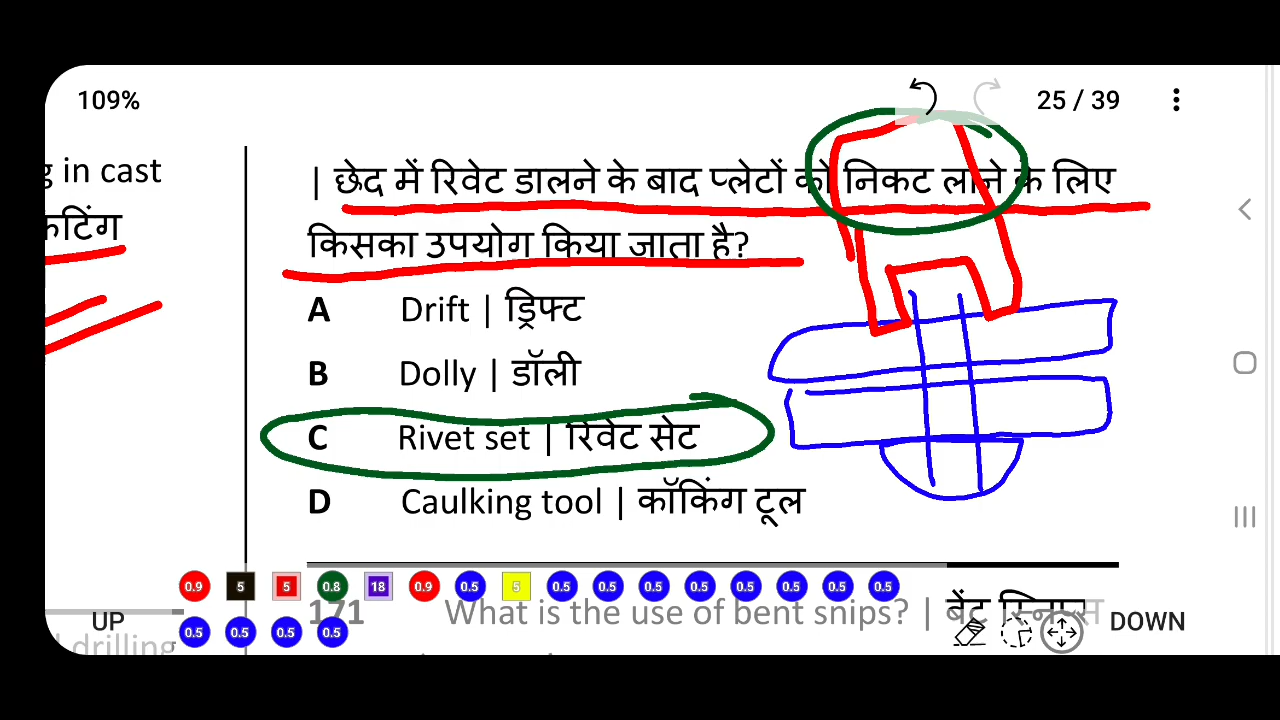 109%
25 / 39
g in cast
कटिंग
| छेद में रिवेट डालने के बाद प्लेटों को निकट लाने के लिए
किसका उपयोग किया जाता है?
A Drift | ड्रिफ्ट
B Dolly | डॉली
C Rivet set | रिवेट सेट
D Caulking tool | कॉकिंग टूल
0.9 5 5 0.8 18 0.9 0.5 5 0.5 0.5 0.5 0.5 0.5 0.5 0.5 0.5
171 What is the use of bent snips? | बेंट स्निप्स
UP
DOWN
0.5 0.5 0.5 0.5
drilling